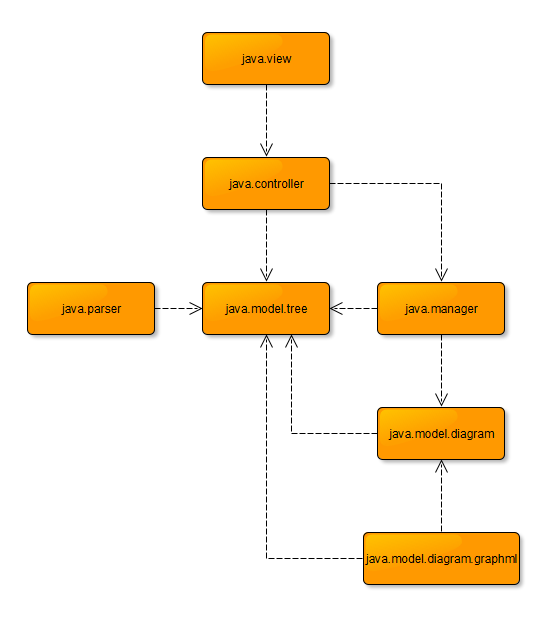 java.view
java.controller
java.parser
java.model.tree
java.manager
java.model.diagram
java.model.diagram.graphml